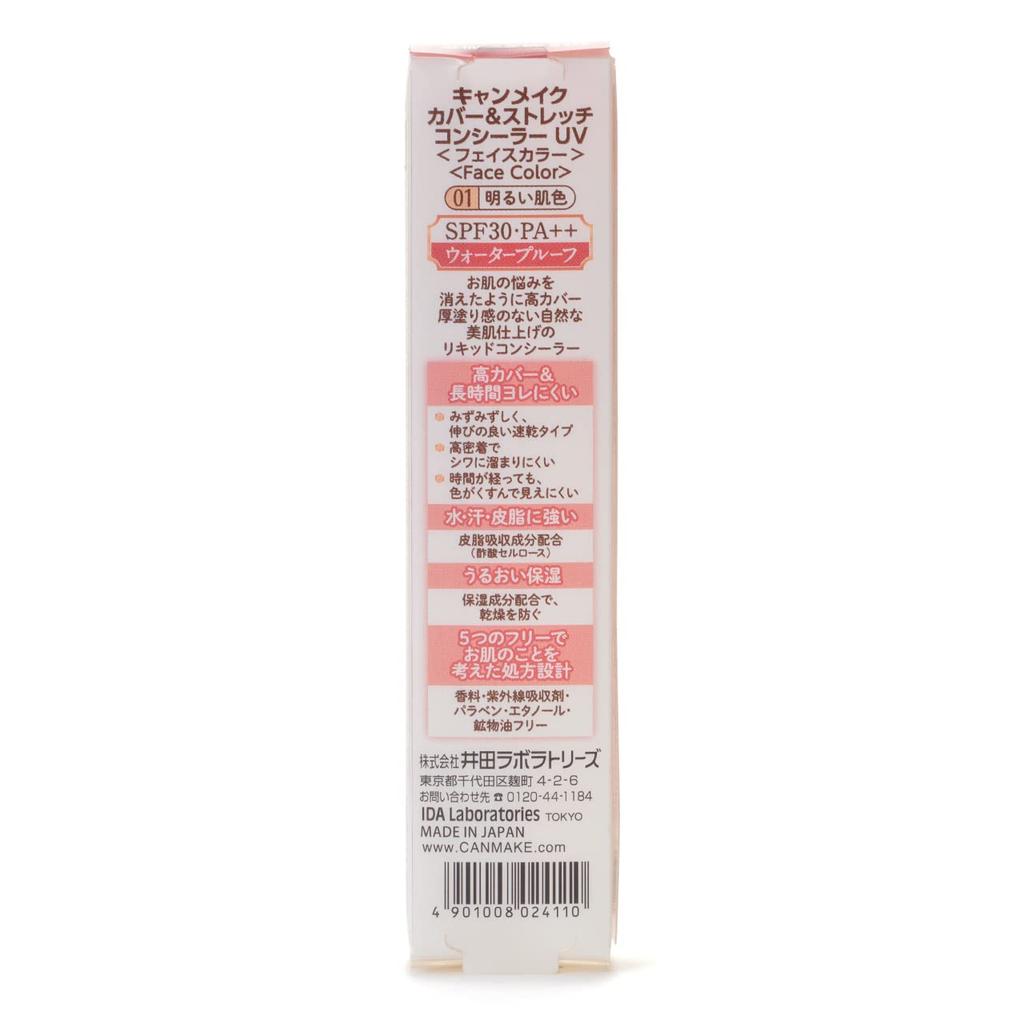 キャンメイク
カバー&ストレッチ
コンシーラー UV
<フェイスカラー>
<Face Color>
01 明るい肌色
SPF30・PA++
ウォータープルーフ
お肌の悩みを
消えたように高カバー
厚塗り感のない自然な
美肌仕上げの
リキッドコンシーラー
高カバー&
長時間ヨレにくい
みずみずしく、
伸びの良い速乾タイプ
高密着で
シワに溜まりにくい
時間が経っても、
色がくすんで見えにくい
水・汗・皮脂に強い
皮脂吸収成分配合
(酢酸セルロース)
うるおい保湿
保湿成分配合で、
乾燥を防ぐ
5つのフリーで
お肌のことを
考えた処方設計
香料・紫外線吸収剤・
パラベン・エタノール・
鉱物油フリー
株式会社 井田ラボラトリーズ
東京都千代田区麹町 4-2-6
お問い合わせ先 ☎ 0120-44-1184
IDA Laboratories TOKYO
MADE IN JAPAN
www.CANMAKE.com
4 901008 024110